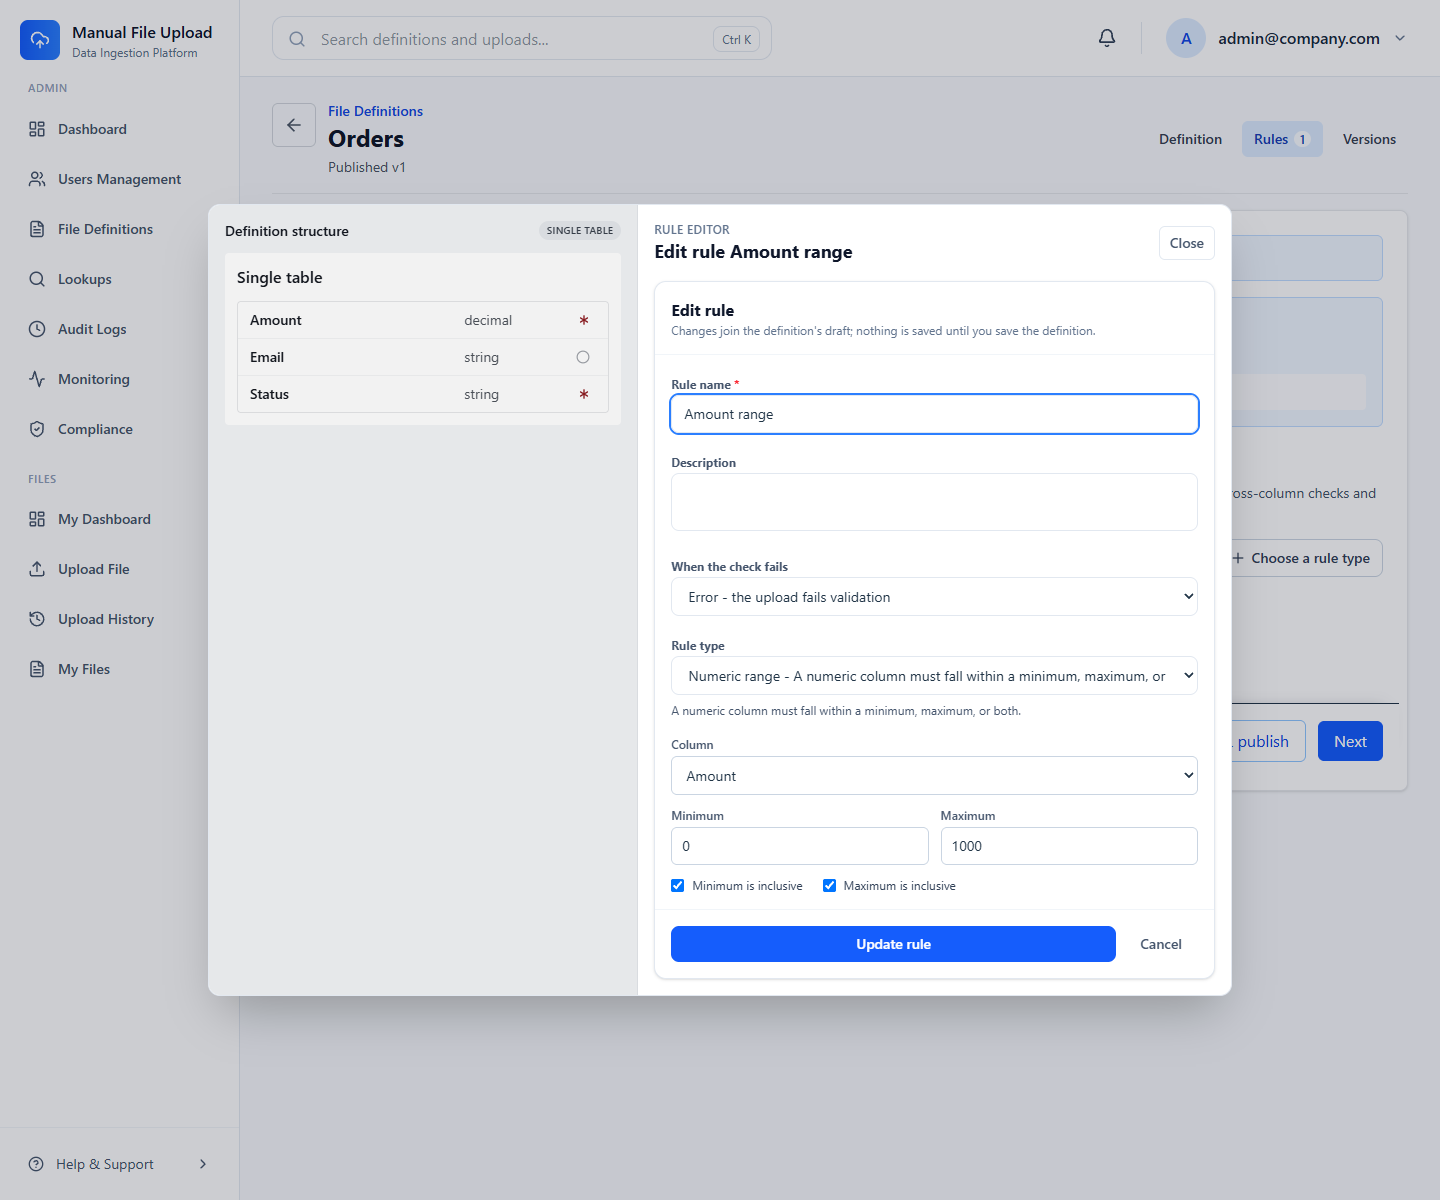 Manual File Upload
Data Ingestion Platform
ADMIN
Dashboard
Users Management
File Definitions
Lookups
Audit Logs
Monitoring
Compliance
FILES
My Dashboard
Upload File
Upload History
My Files
Help & Support
Search definitions and uploads...
Ctrl K
A
admin@company.com
File Definitions
Orders
Published v1
Definition
Rules 1
Versions
Definition structure
SINGLE TABLE
Single table
Amount decimal *
Email string
Status string *
RULE EDITOR
Edit rule Amount range
Close
Edit rule
Changes join the definition's draft; nothing is saved until you save the definition.
Rule name *
Amount range
Description
When the check fails
Error - the upload fails validation
Rule type
Numeric range - A numeric column must fall within a minimum, maximum, or
A numeric column must fall within a minimum, maximum, or both.
Column
Amount
Minimum
Maximum
0
1000
Minimum is inclusive
Maximum is inclusive
Update rule
Cancel
column checks and
Choose a rule type
publish
Next